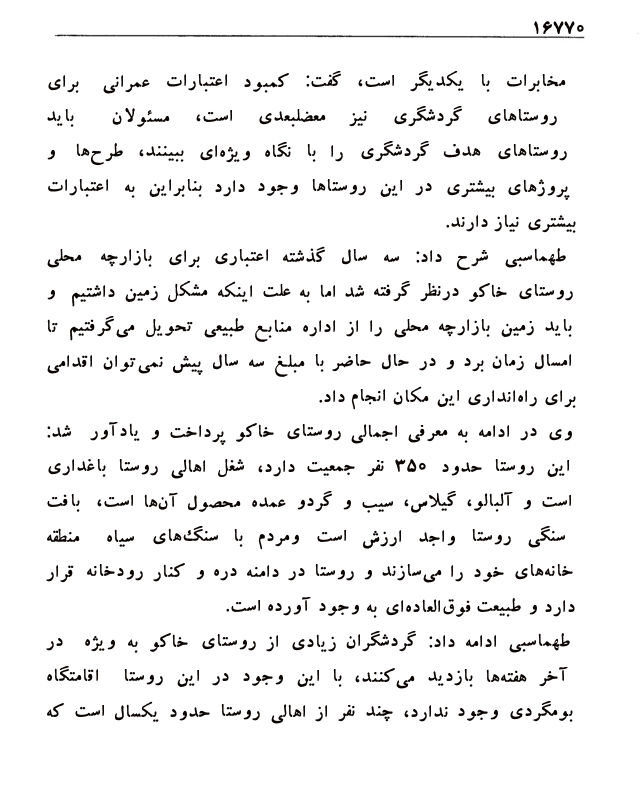 ۱۶۷۷۰
مخابرات با یکدیگر است، گفت: کمبود اعتبارات عمرانی برای
روستاهای گردشگری نیز معضلبعدی است، مسئولان باید
روستاهای هدف گردشگری را با نگاه ویژه‌ای ببینند، طرح‌ها و
پروژهای بیشتری در این روستاها وجود دارد بنابراین به اعتبارات
بیشتری نیاز دارند.
طهماسبی شرح داد: سه سال گذشته اعتباری برای بازارچه محلی
روستای خاکو درنظر گرفته شد اما به علت اینکه مشکل زمین داشتیم و
باید زمین بازارچه محلی را از اداره منابع طبیعی تحویل می‌گرفتیم تا
امسال زمان برد و در حال حاضر با مبلغ سه سال پیش نمی‌توان اقدامی
برای راه‌انداری این مکان انجام داد.
وی در ادامه به معرفی اجمالی روستای خاکو پرداخت و یادآور شد:
این روستا حدود ۳۵۰ نفر جمعیت دارد، شغل اهالی روستا باغداری
است و آلبالو، گیلاس، سیب و گردو عمده محصول آن‌ها است، بافت
سنگی روستا واجد ارزش است ومردم با سنگ‌های سیاه منطقه
خانه‌های خود را می‌سازند و روستا در دامنه دره و کنار رودخانه قرار
دارد و طبیعت فوق‌العاده‌ای به وجود آورده است.
طهماسبی ادامه داد: گردشگران زیادی از روستای خاکو به ویژه در
آخر هفته‌ها بازدید می‌کنند، با این وجود در این روستا اقامتگاه
بومگردی وجود ندارد، چند نفر از اهالی روستا حدود یکسال است که